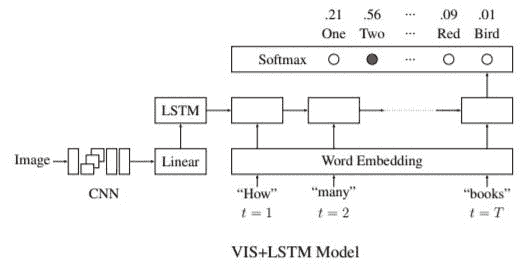 .21 .56 ... .09 .01
One Two ... Red Bird
Softmax ...
LSTM
Image CNN Linear Word Embedding
"How" "many" "books"
t = 1 t = 2 t = T
VIS+LSTM Model